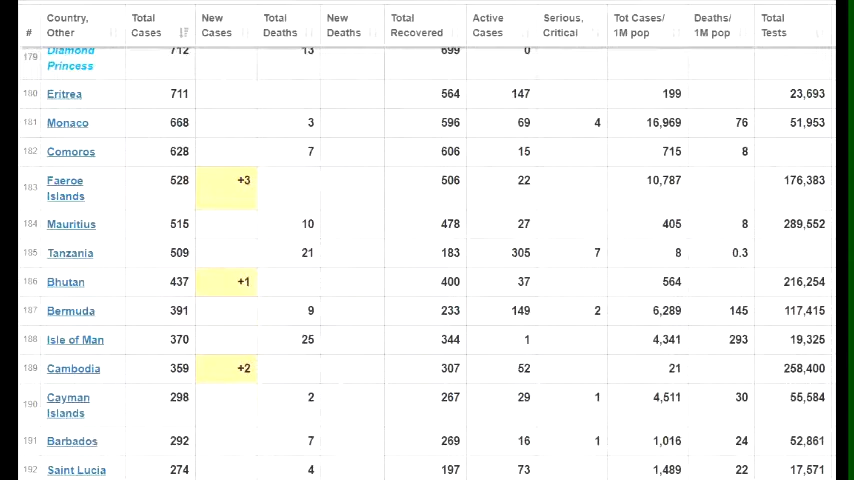 # Country, Other Total Cases New Cases Total Deaths New Deaths Total Recovered Active Cases Serious, Critical Tot Cases/ 1M pop Deaths/ 1M pop Total Tests
179 Diamond Princess 712 13 699 0
180 Eritrea 711 564 147 199 23,693
181 Monaco 668 3 596 69 4 16,969 76 51,953
182 Comoros 628 7 606 15 715 8
183 Faeroe Islands 528 +3 506 22 10,787 176,383
184 Mauritius 515 10 478 27 405 8 289,552
185 Tanzania 509 21 183 305 7 8 0.3
186 Bhutan 437 +1 400 37 564 216,254
187 Bermuda 391 9 233 149 2 6,289 145 117,415
188 Isle of Man 370 25 344 1 4,341 293 19,325
189 Cambodia 359 +2 307 52 21 258,400
190 Cayman Islands 298 2 267 29 1 4,511 30 55,584
191 Barbados 292 7 269 16 1 1,016 24 52,861
192 Saint Lucia 274 4 197 73 1,489 22 17,571